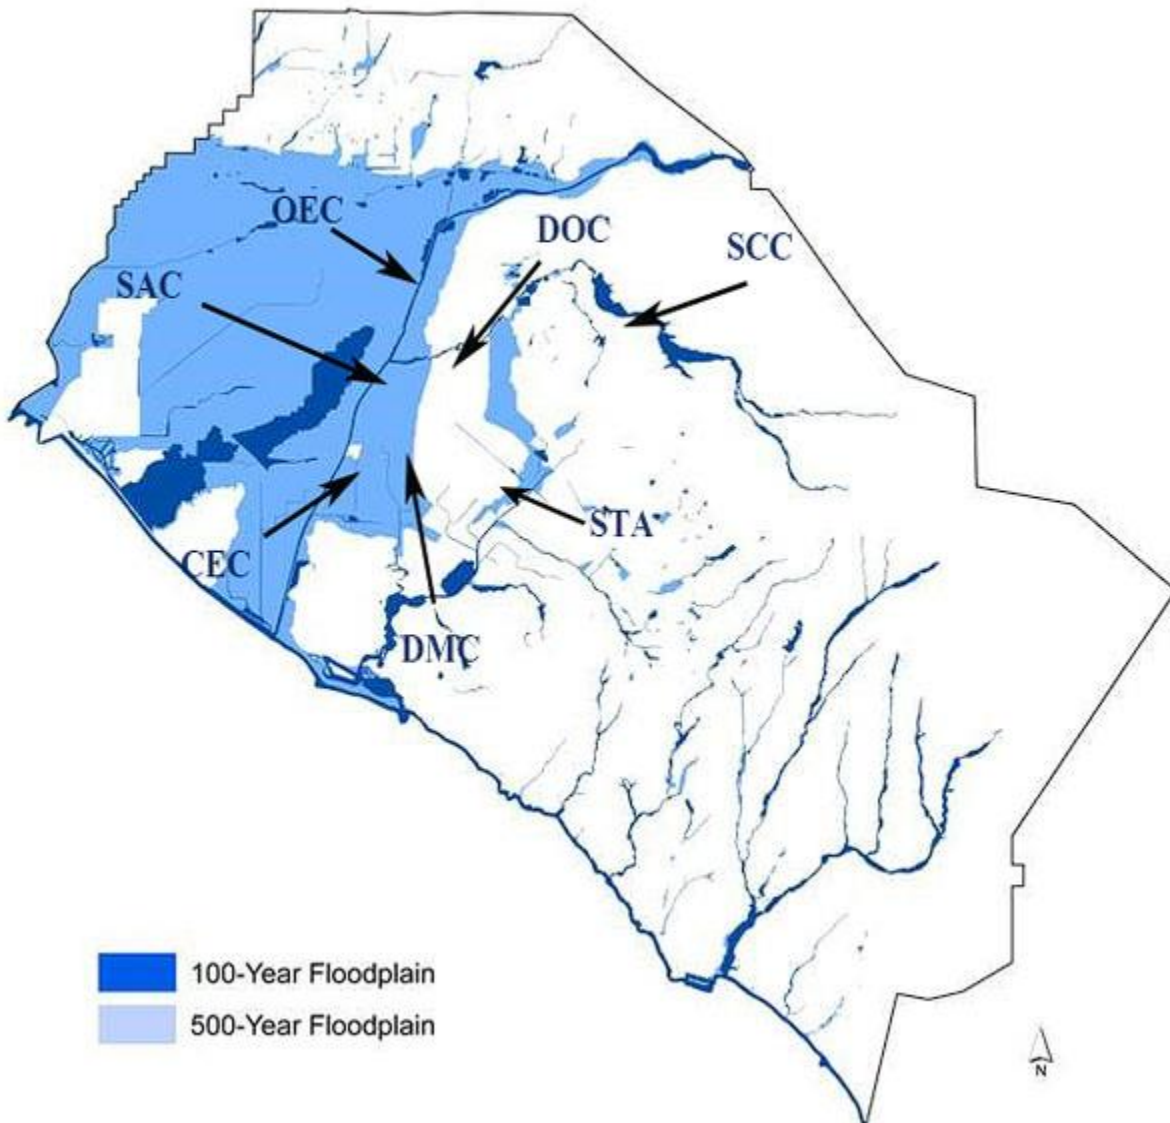 OEC
DOC
SCC
SAC
STA
CEC
DMC
100-Year Floodplain
500-Year Floodplain
N